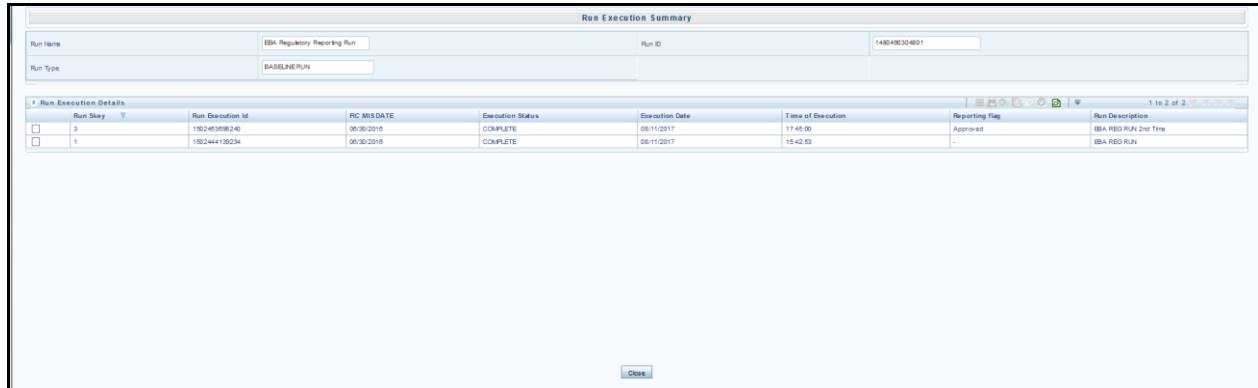 Run Execution Summary
Run Name EBA Regulatory Reporting Run Run ID 1480480304801
Run Type BASELINERUN
Run Execution Details 1 to 2 of 2
Run Skey Run Execution Id FIC MISDATE Execution Status Execution Date Time of Execution Reporting flag Run Description
3 1502453698240 06/30/2016 COMPLETE 08/11/2017 17:45:00 Approved EBA REG RUN 2nd Time
1 1502444139234 06/30/2016 COMPLETE 08/11/2017 15:42:53 - EBA REG RUN
Close